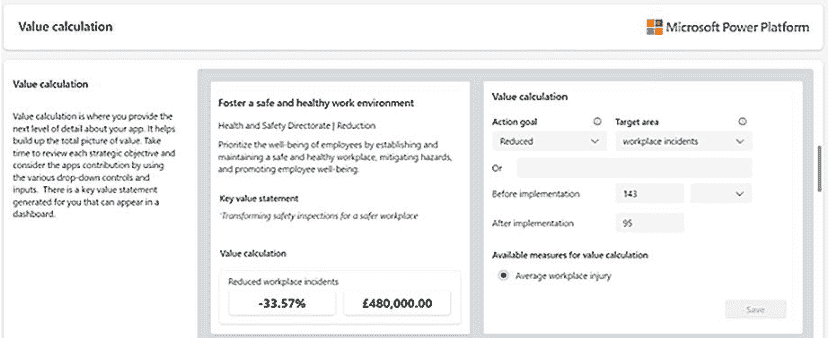 Value calculation
Microsoft Power Platform
Value calculation
Value calculation is where you provide the
next level of detail about your app. It helps
build up the total picture of value. Take
time to review each strategic objective and
consider the apps contribution by using
the various drop-down controls and
inputs. There is a key value statement
generated for you that can appear in a
dashboard.
Foster a safe and healthy work environment
Health and Safety Directorate | Reduction
Prioritize the well-being of employees by establishing and
maintaining a safe and healthy workplace, mitigating hazards,
and promoting employee well-being.
Key value statement
'Transforming safety inspections for a safer workplace
Value calculation
Reduced workplace incidents
-33.57% £480,000.00
Value calculation
Action goal Target area
Reduced workplace incidents
Or
Before implementation 143
After implementation 95
Available measures for value calculation
Average workplace injury
Save